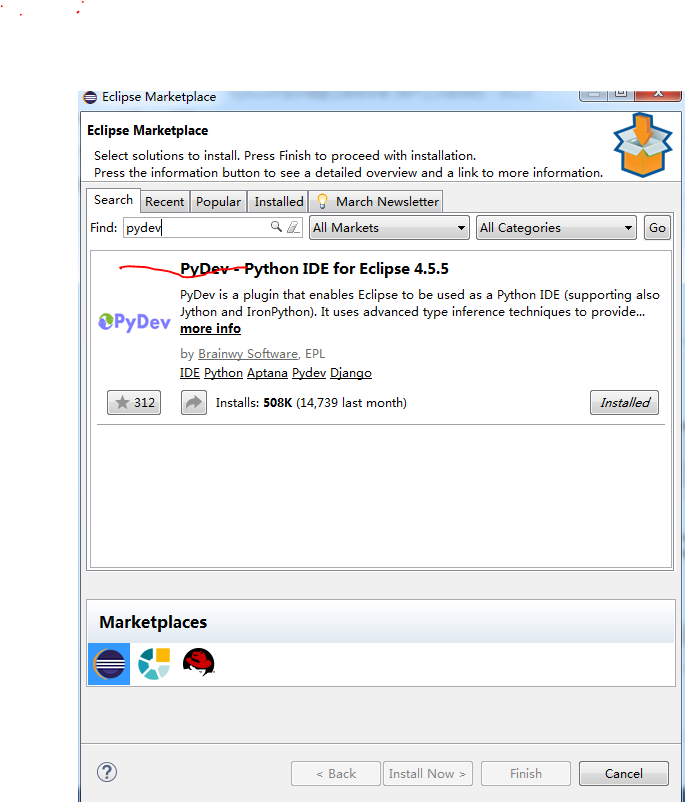 Eclipse Marketplace
Eclipse Marketplace
Select solutions to install. Press Finish to proceed with installation.
Press the information button to see a detailed overview and a link to more information.
Search Recent Popular Installed March Newsletter
Find: pydev All Markets All Categories Go
PyDev - Python IDE for Eclipse 4.5.5
PyDev is a plugin that enables Eclipse to be used as a Python IDE (supporting also
Jython and IronPython). It uses advanced type inference techniques to provide...
more info
by Brainwy Software, EPL
PyDev
IDE Python Aptana Pydev Django
312 Installs: 508K (14,739 last month) Installed
Marketplaces
? < Back Install Now > Finish Cancel